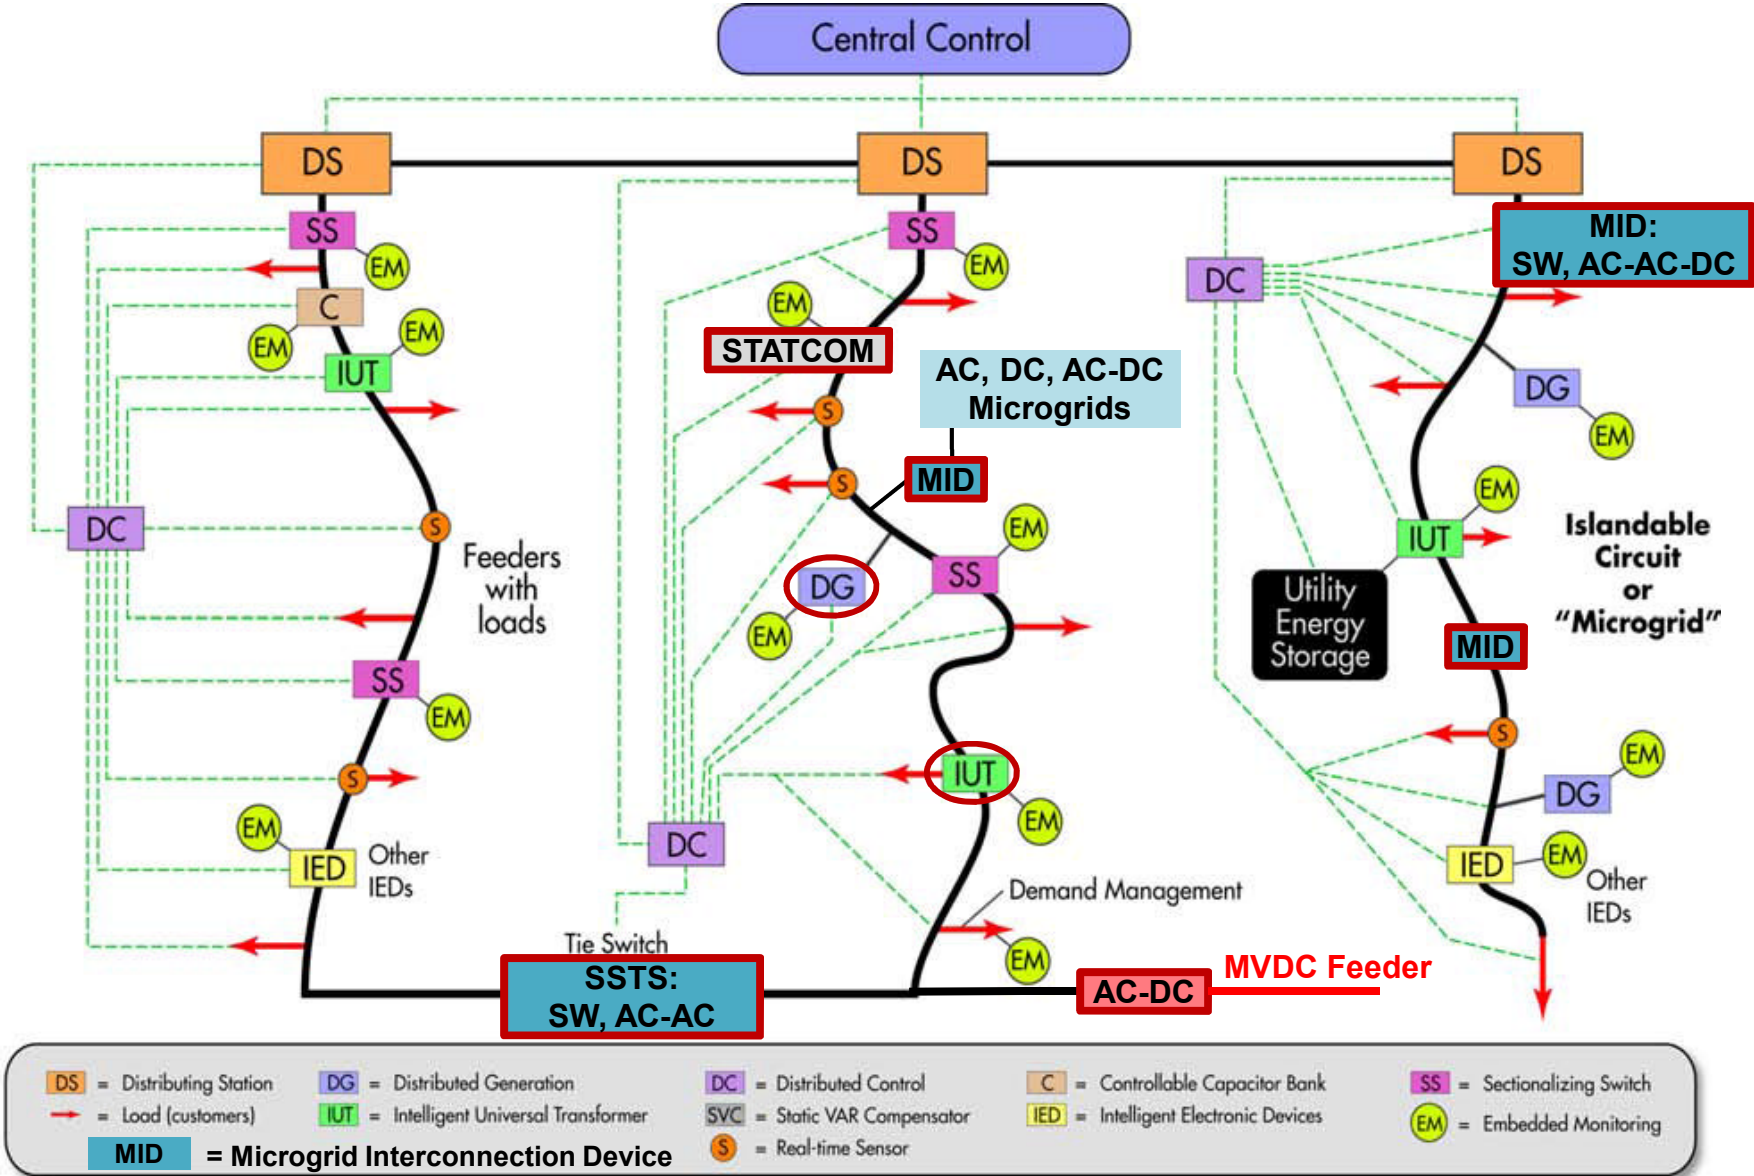 Central Control
DS
DS
DS
SS
EM
C
EM
EM
IUT
DC
S
Feeders
with
loads
SS
EM
S
EM
IED
Other
IEDs
SS
EM
EM
STATCOM
AC, DC, AC-DC
Microgrids
S
S
MID
EM
DG
SS
EM
IUT
EM
DC
Demand Management
EM
Tie Switch
SSTS:
SW, AC-AC
AC-DC
MVDC Feeder
MID:
SW, AC-AC-DC
DC
DG
EM
EM
IUT
Islandable
Circuit
or
“Microgrid”
Utility
Energy
Storage
MID
S
EM
DG
IED
EM
Other
IEDs
DS = Distributing Station
DG = Distributed Generation
DC = Distributed Control
C = Controllable Capacitor Bank
SS = Sectionalizing Switch
= Load (customers)
IUT = Intelligent Universal Transformer
SVC = Static VAR Compensator
IED = Intelligent Electronic Devices
EM = Embedded Monitoring
S = Real-time Sensor
MID = Microgrid Interconnection Device